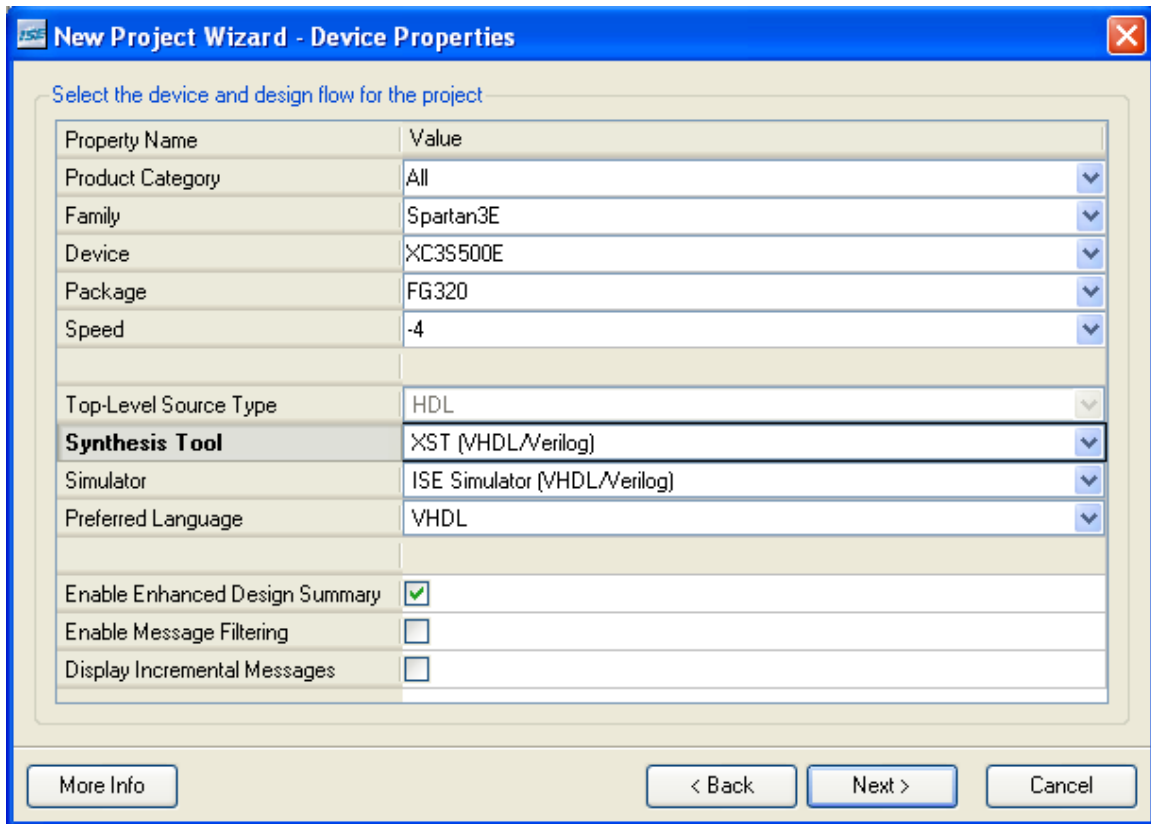 ISE New Project Wizard - Device Properties
Select the device and design flow for the project
Property Name Value
Product Category All
Family Spartan3E
Device XC3S500E
Package FG320
Speed -4
Top-Level Source Type HDL
Synthesis Tool XST (VHDL/Verilog)
Simulator ISE Simulator (VHDL/Verilog)
Preferred Language VHDL
Enable Enhanced Design Summary
Enable Message Filtering
Display Incremental Messages
More Info < Back Next > Cancel